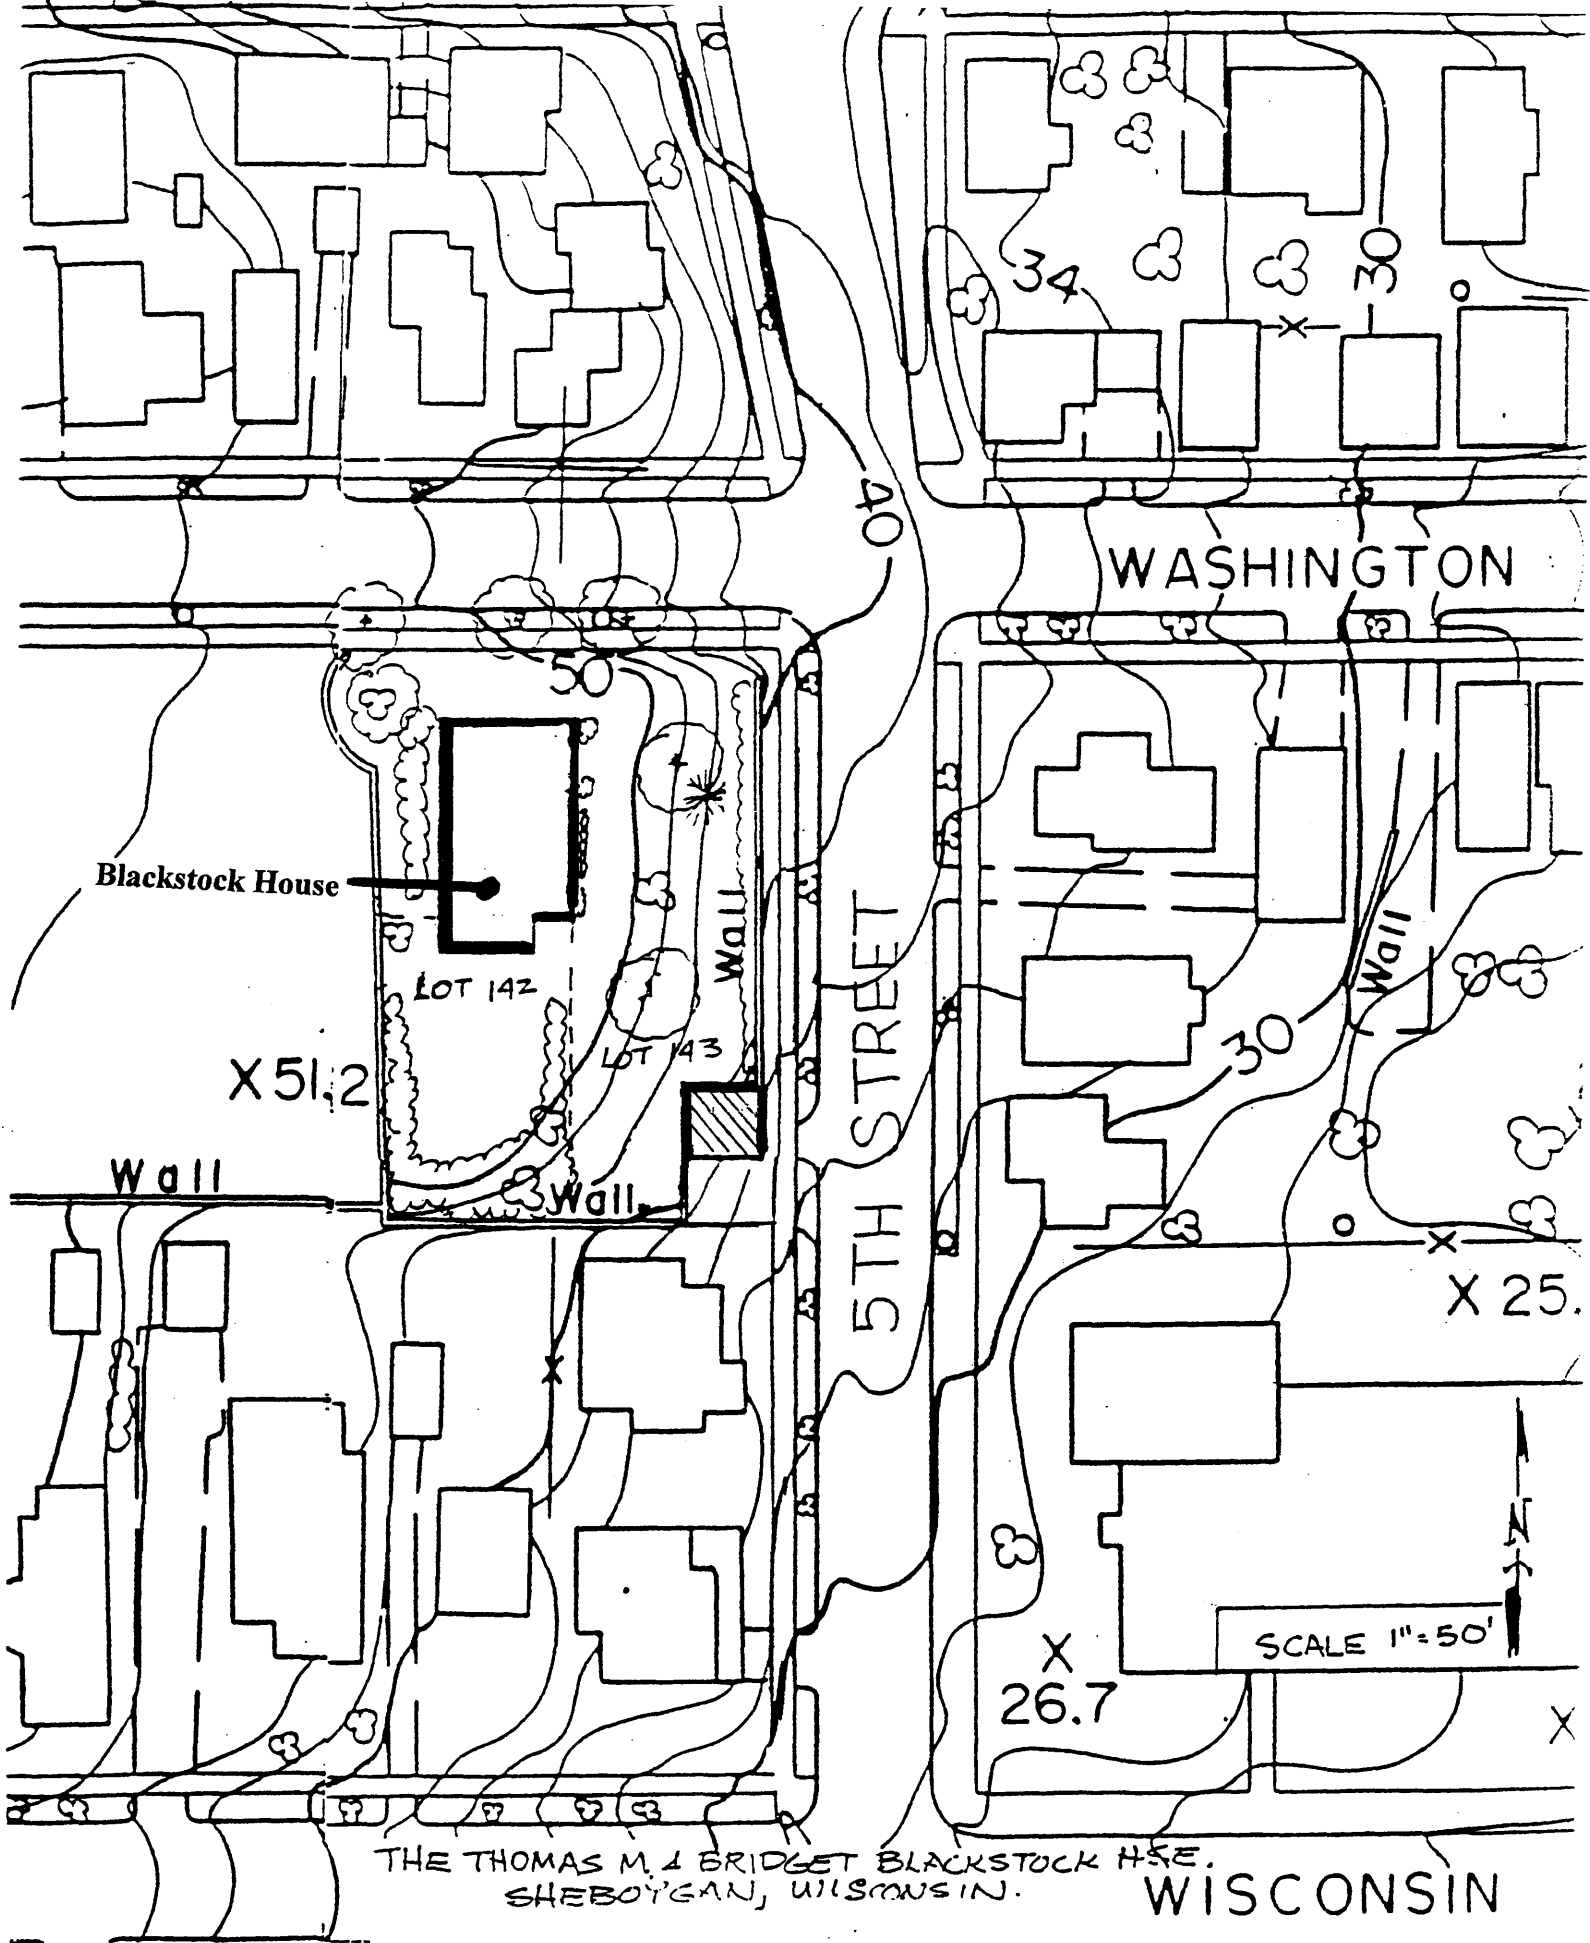 34
30
40
WASHINGTON
50
Blackstock House
Wall
LOT 142
5TH STREET
Wall
LOT 143
30
X 51.2
Wall
Wall
X 25.
N
SCALE 1"=50'
X
26.7
X
THE THOMAS M. & BRIDGET BLACKSTOCK HSE.
SHEBOYGAN, WISCONSIN.
WISCONSIN